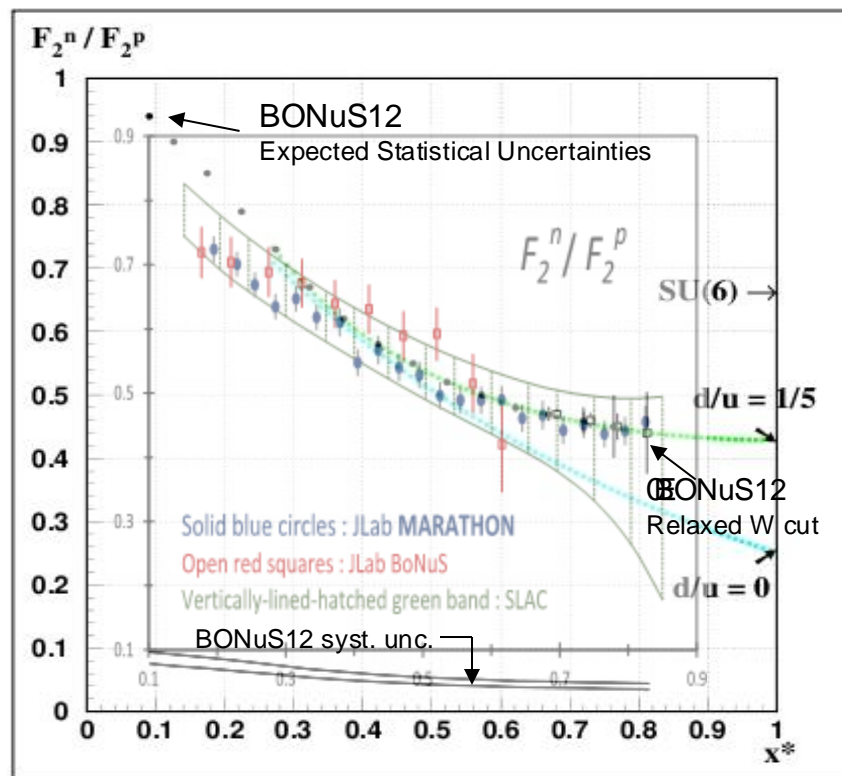 F₂ⁿ / F₂ᵖ
1
0.9
0.8
0.7
0.6
0.5
0.4
0.3
0.2
0.1
0
BONuS12
Expected Statistical Uncertainties
0.9
0.7
0.5
0.3
0.1
F₂ⁿ / F₂ᵖ
SU(6)
d/u = 1/5
BONuS12
Relaxed W cut
d/u = 0
Solid blue circles : JLab MARATHON
Open red squares : JLab BoNuS
Vertically-lined-hatched green band : SLAC
BONuS12 syst. unc.
0.1 0.3 0.5 0.7 0.9
0 0.1 0.2 0.3 0.4 0.5 0.6 0.7 0.8 0.9 1
x*